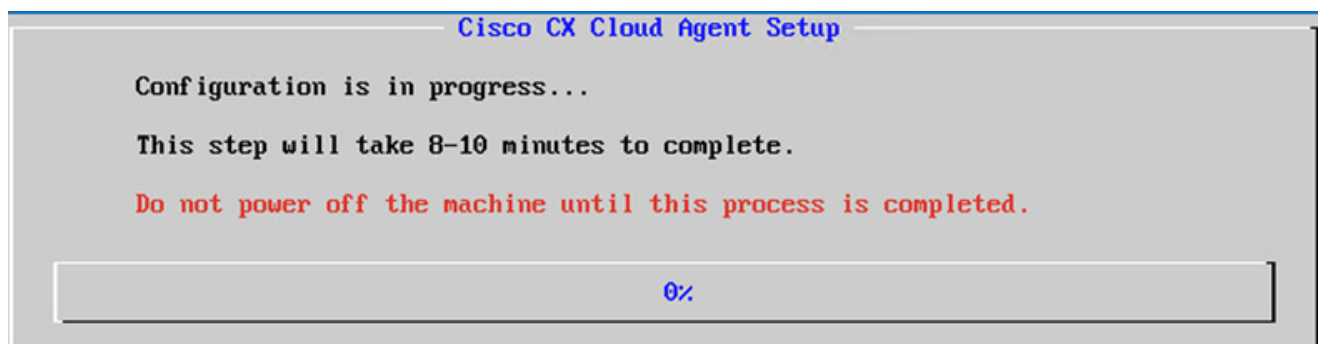 Cisco CX Cloud Agent Setup
Configuration is in progress...
This step will take 8-10 minutes to complete.
Do not power off the machine until this process is completed.
0%